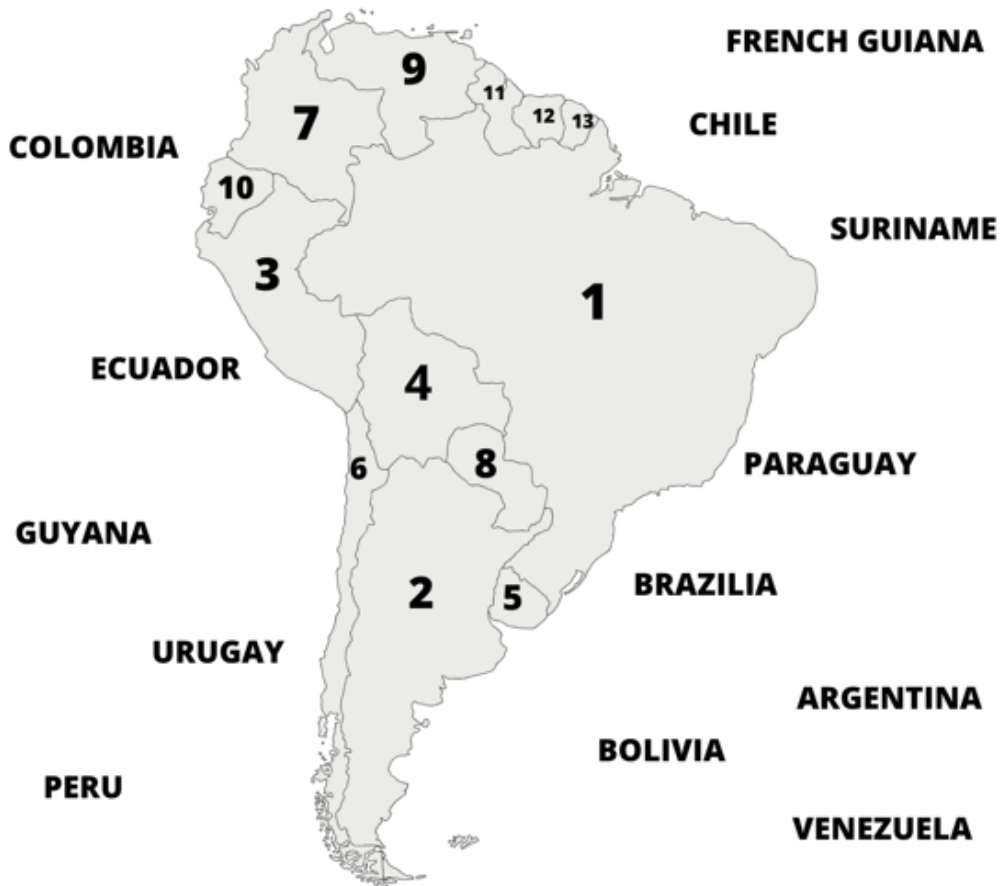 FRENCH GUIANA
9
11
7
12
13
CHILE
COLOMBIA
10
SURINAME
3
1
ECUADOR
4
8
6
PARAGUAY
GUYANA
2
5
BRAZILIA
URUGAY
ARGENTINA
BOLIVIA
PERU
VENEZUELA